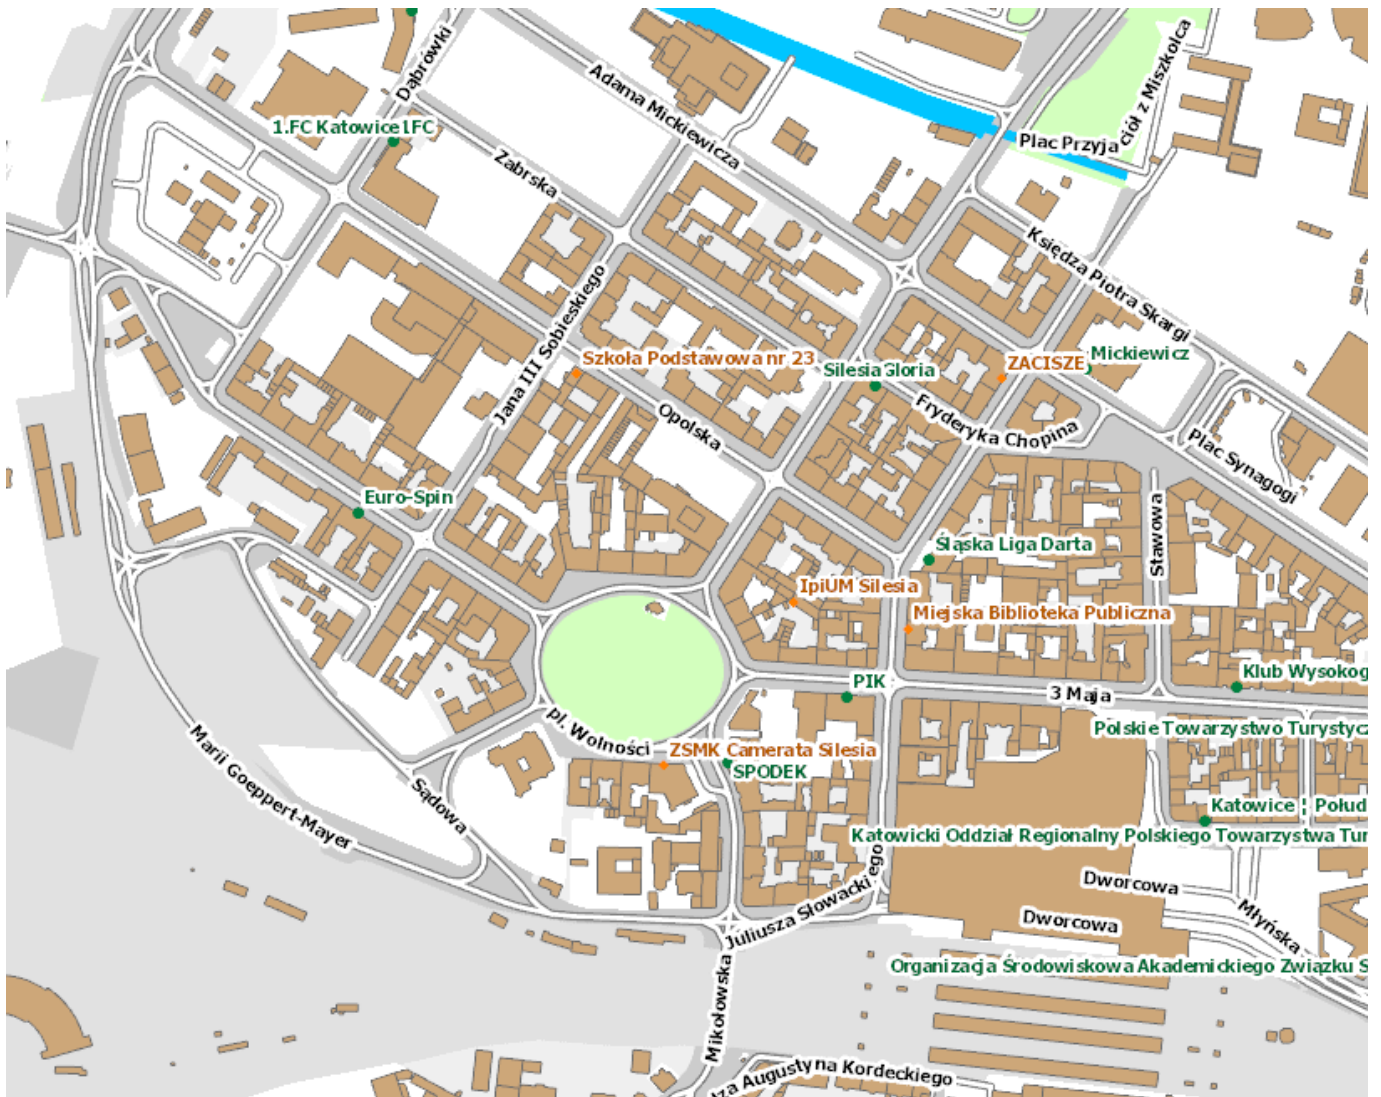 Dąbrówki
Adama Mickiewicza
Plac Przyja
ciół z Miszkolca
1.FC Katowice
FC
Zabrska
Księdza Piotra Skargi
Jana III Sobieskiego
Szkoła Podstawowa nr 23
Silesia
Gloria
ZACISZE
Mickiewicz
Opolska
Fryderyka Chopina
Plac Synagogi
Euro-Spin
Stawowa
Śląska Liga Darta
IpiUM Silesia
Miejska Biblioteka Publiczna
PIK
3 Maja
Klub Wysokog
pl. Wolności
Polskie Towarzystwo Turystycz
ZSMK Camerata Silesia
SPODEK
Marii Goeppert-Mayer
Sądowa
Katowice
Połud
Katowicki Oddział Regionalny Polskiego Towarzystwa Tur
Juliusza Słowackiego
Dworcowa
Dworcowa
Młyńska
Organizacja Środowiskowa Akademickiego Związku S
Mikołowska
dza Augustyna Kordeckiego